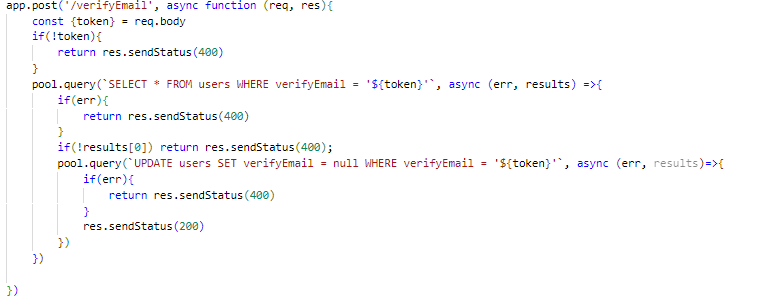 app.post('/verifyEmail', async function (req, res){
    const {token} = req.body
    if(!token){
        return res.sendStatus(400)
    }
    pool.query(`SELECT * FROM users WHERE verifyEmail = '${token}'`, async (err, results) =>{
        if(err){
            return res.sendStatus(400)
        }
        if(!results[0]) return res.sendStatus(400);
        pool.query(`UPDATE users SET verifyEmail = null WHERE verifyEmail = '${token}'`, async (err, results)=>{
            if(err){
                return res.sendStatus(400)
            }
            res.sendStatus(200)
        })
    })

})